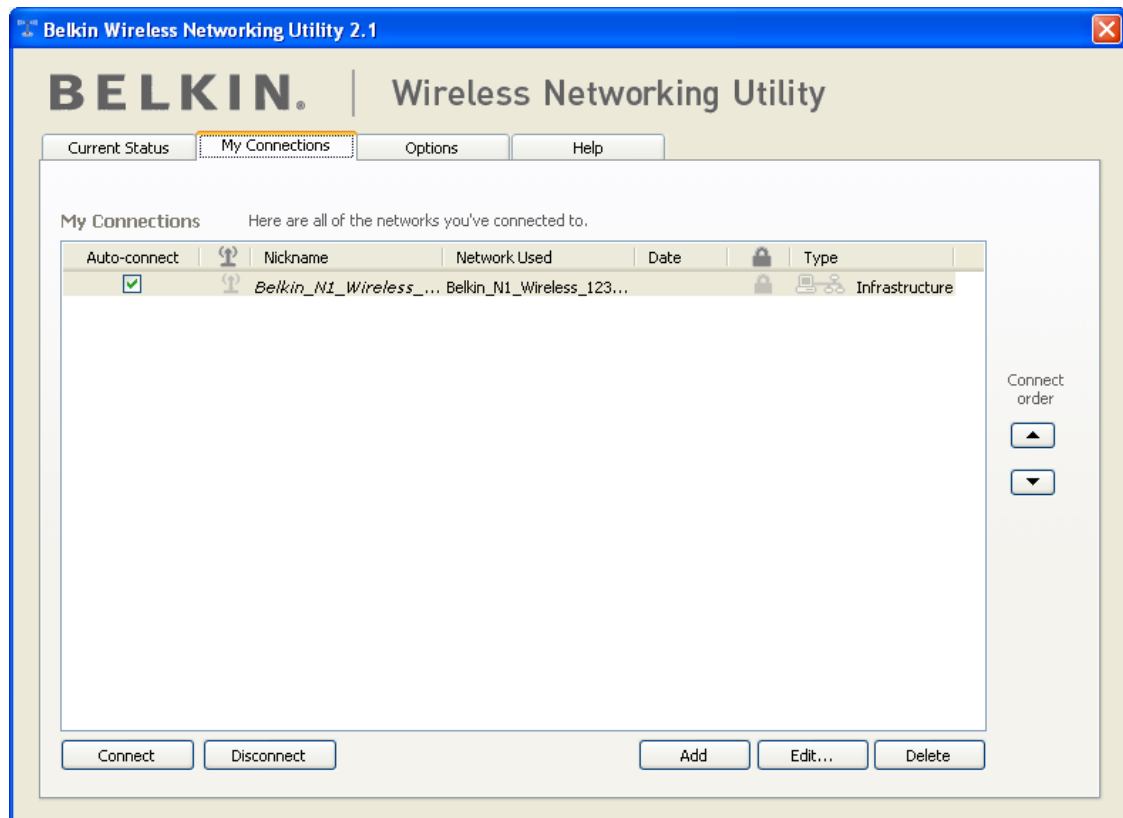 Belkin Wireless Networking Utility 2.1
BELKIN® Wireless Networking Utility
Current Status My Connections Options Help
My Connections Here are all of the networks you've connected to.
Auto-connect Nickname Network Used Date Type
Belkin_N1_Wireless_... Belkin_N1_Wireless_123... Infrastructure
Connect
order
Connect Disconnect Add Edit... Delete